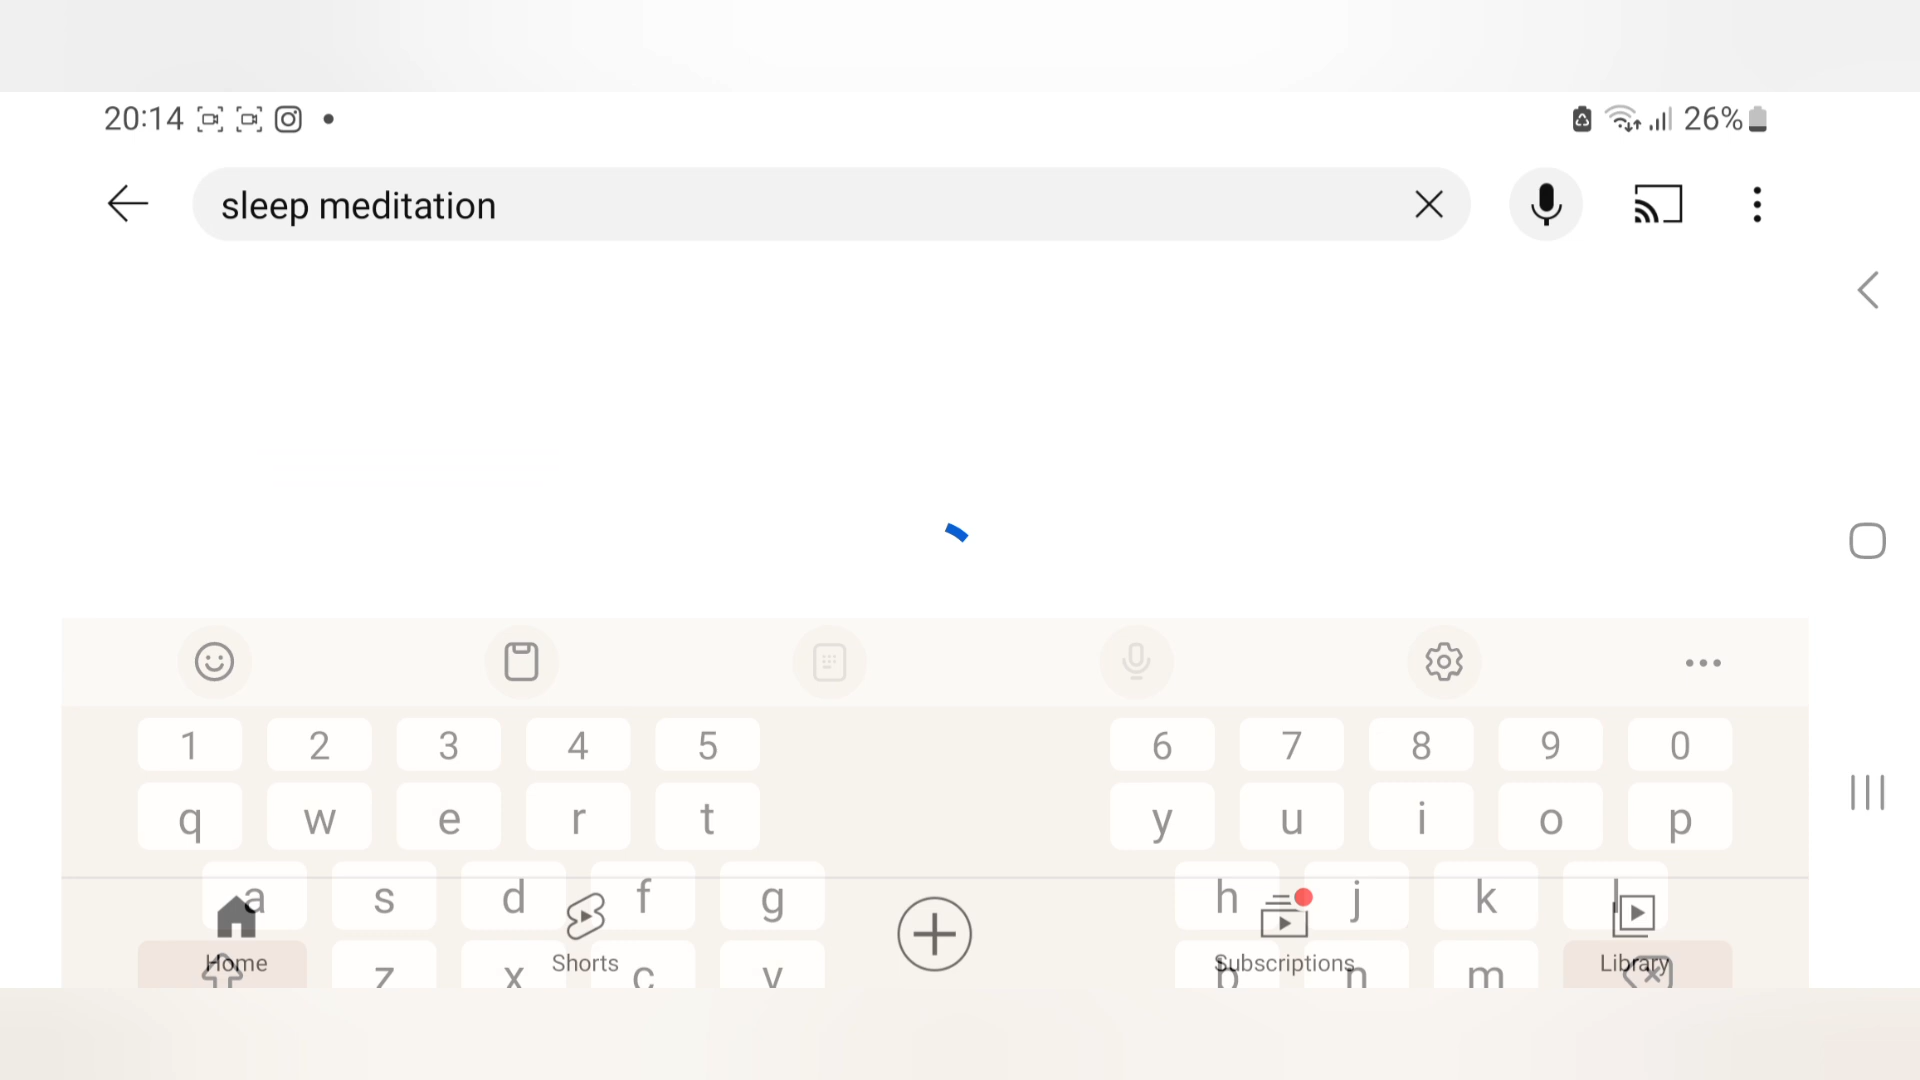 20:14
26%
sleep meditation
1 2 3 4 5 6 7 8 9 0
q w e r t y u i o p
a s d f g h j k l
z x c v b n m
Home Shorts Subscriptions Library